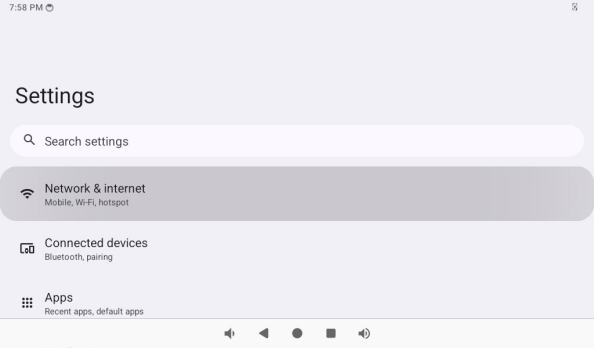 7:58 PM
Settings
Search settings
Network & internet
Mobile, Wi-Fi, hotspot
Connected devices
Bluetooth, pairing
Apps
Recent apps, default apps